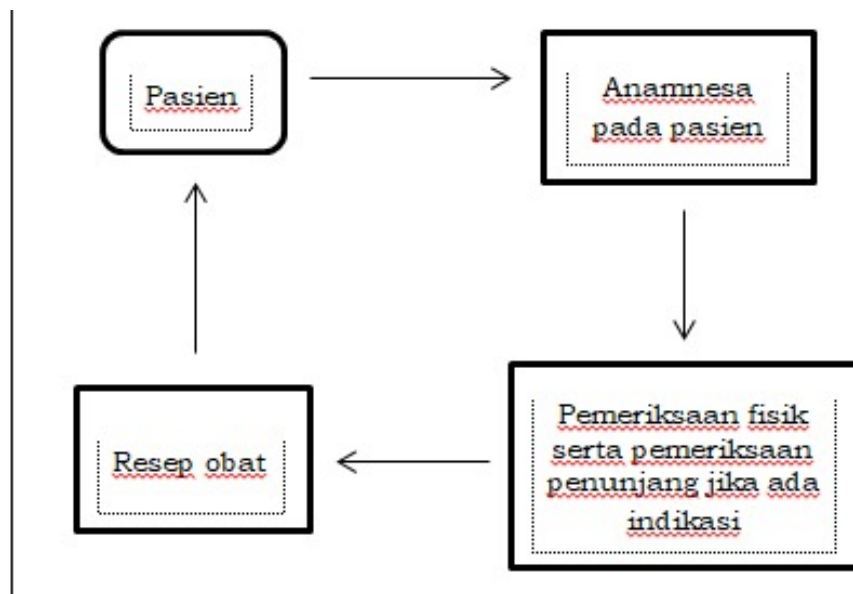 Pasien
Anamnesa
pada pasien
Pemeriksaan fisik
serta pemeriksaan
penunjang jika ada
indikasi
Resep obat